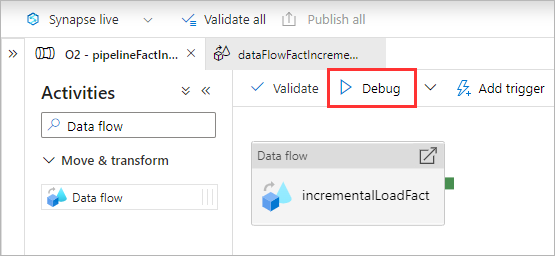 Synapse live Validate all Publish all
O2 - pipelineFactIn... dataFlowFactIncreme...
Activities
Validate Debug Add trigger
Data flow
Move & transform
Data flow
Data flow
incrementalLoadFact